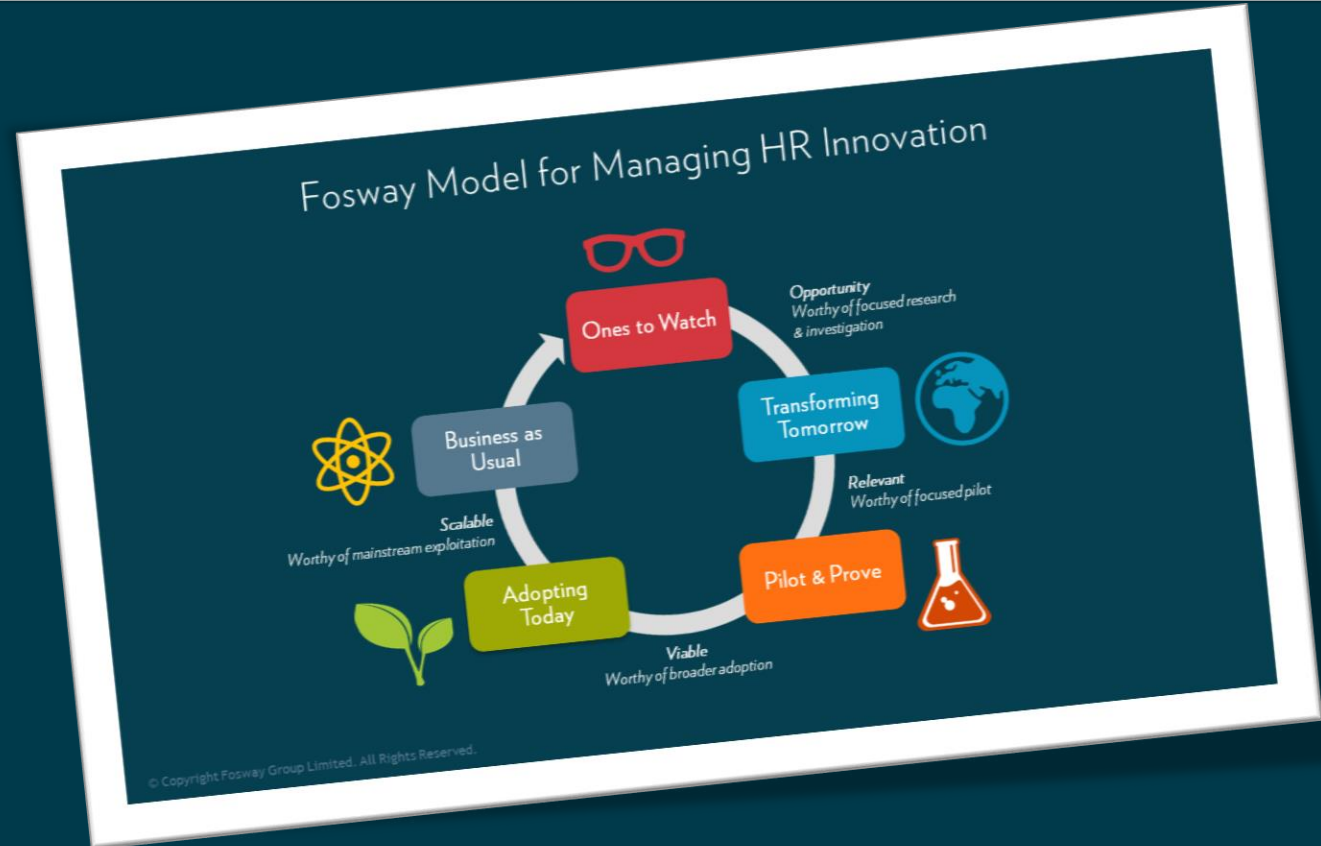 Fosway Model for Managing HR Innovation
Ones to Watch
Opportunity
Worthy of focused research
& investigation
Transforming
Tomorrow
Relevant
Worthy of focused pilot
Pilot & Prove
Viable
Worthy of broader adoption
Adopting
Today
Scalable
Worthy of mainstream exploitation
Business as
Usual
© Copyright Fosway Group Limited. All Rights Reserved.